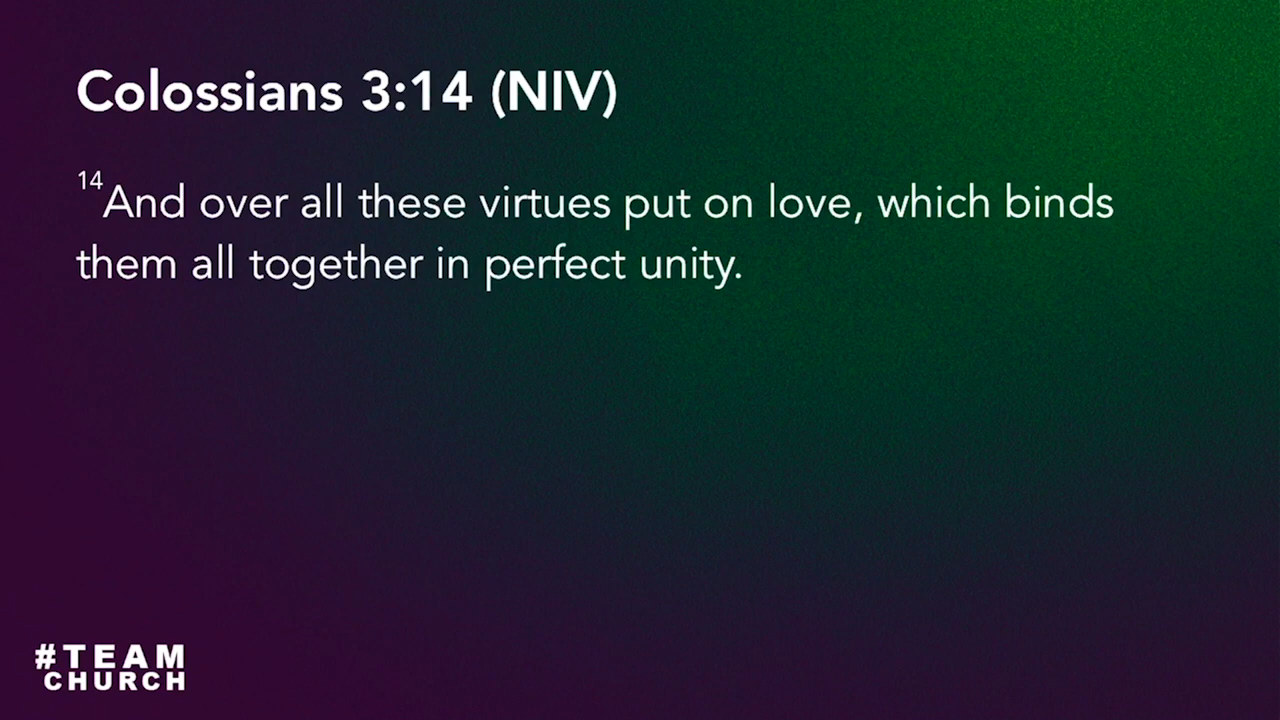 Colossians 3:14 (NIV)
14And over all these virtues put on love, which binds
them all together in perfect unity.
#TEAM
CHURCH